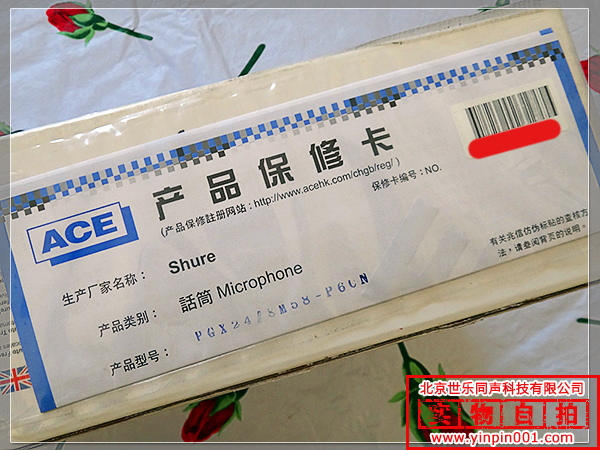 ACE
产品保修卡
(产品保修註册网站:http://www.acehk.com/chgb/reg/)
保修卡编号:NO.
生产厂家名称: Shure
产品类别: 話筒 Microphone
产品型号: PGX24/SM58-P6CN
有关兆信仿伪标贴的查核方
法,请叁阅背页的说明。
北京世乐同声科技有限公司
实物自拍
www.yinpin001.com